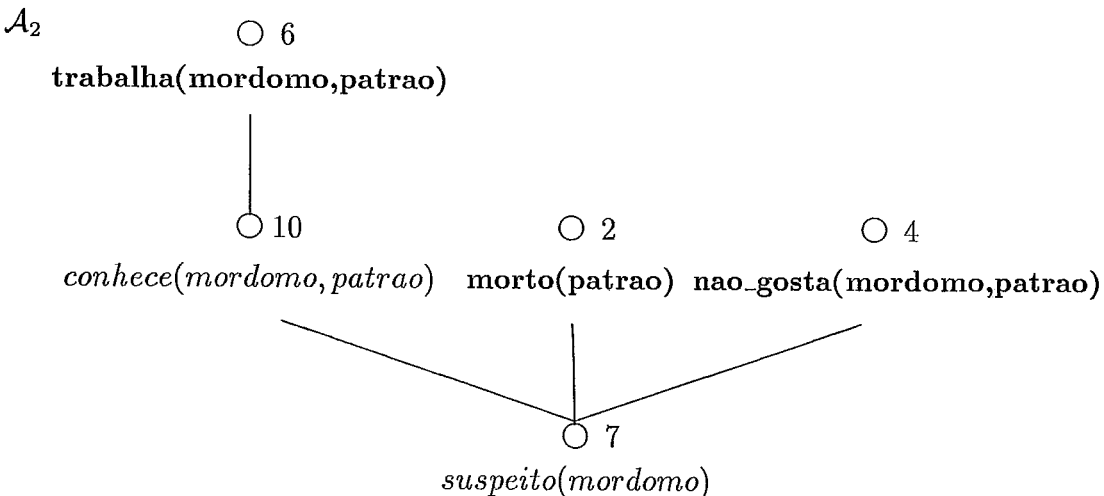 𝒜₂
6
trabalha(mordomo,patrao)
10 2 4
conhece(mordomo, patrao) morto(patrao) nao_gosta(mordomo,patrao)
7
suspeito(mordomo)